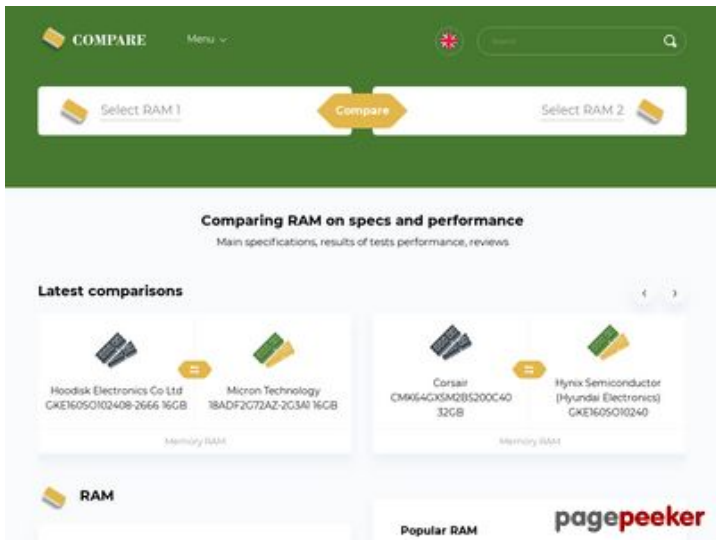 COMPARE
Menu
Search
Select RAM 1
Compare
Select RAM 2
Comparing RAM on specs and performance
Main specifications, results of tests performance, reviews
Latest comparisons
Hoodisk Electronics Co Ltd
GKE160SO102408-2666 16GB
Micron Technology
18ADF2G72AZ-2G3A1 16GB
Memory RAM
Corsair
CMK64GX5M2B5200C40
32GB
Hynix Semiconductor
(Hyundai Electronics)
GKE160SO10240
Memory RAM
RAM
Popular RAM
pagepeeker